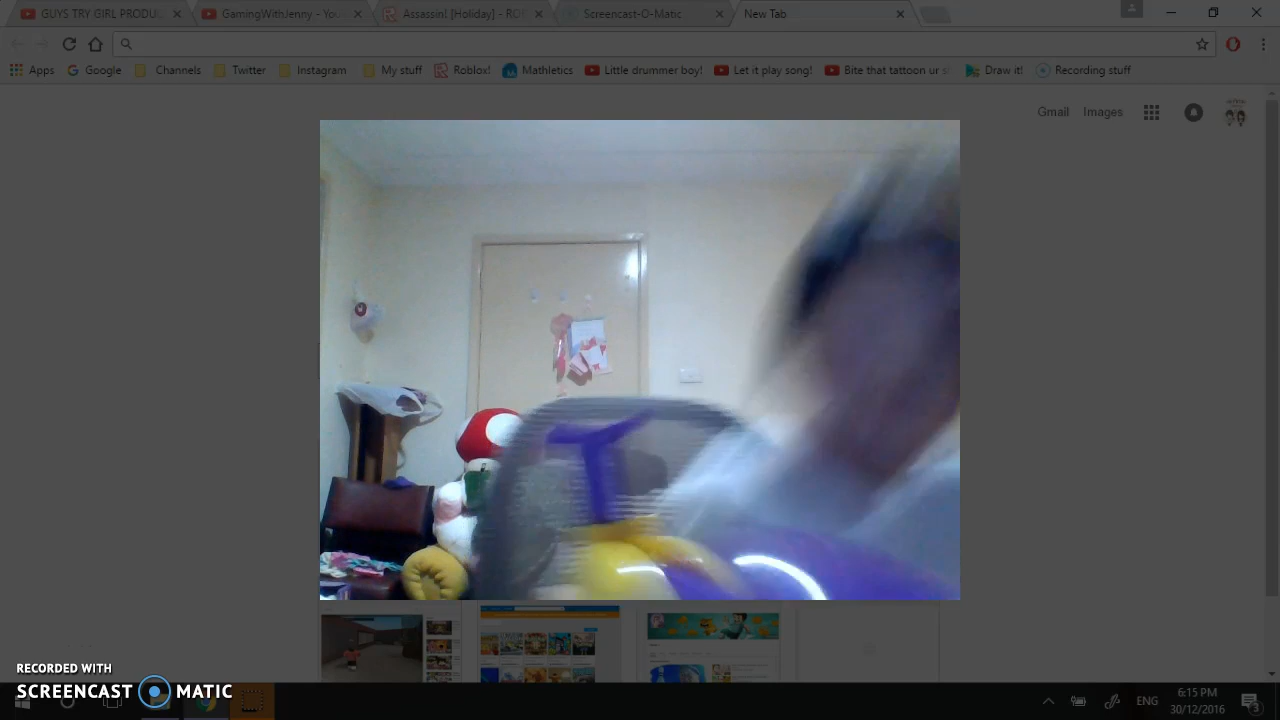 GUYS TRY GIRL PRODU
GamingWithJenny - You
Assassin! [Holiday] - RO
Screencast-O-Matic
New Tab
Apps
Google
Channels
Twitter
Instagram
My stuff
Roblox!
Mathletics
Little drummer boy!
Let it play song!
Bite that tattoon ur s
Draw it!
Recording stuff
Gmail
Images
RECORDED WITH
SCREENCAST MATIC
ENG
6:15 PM
30/12/2016
3